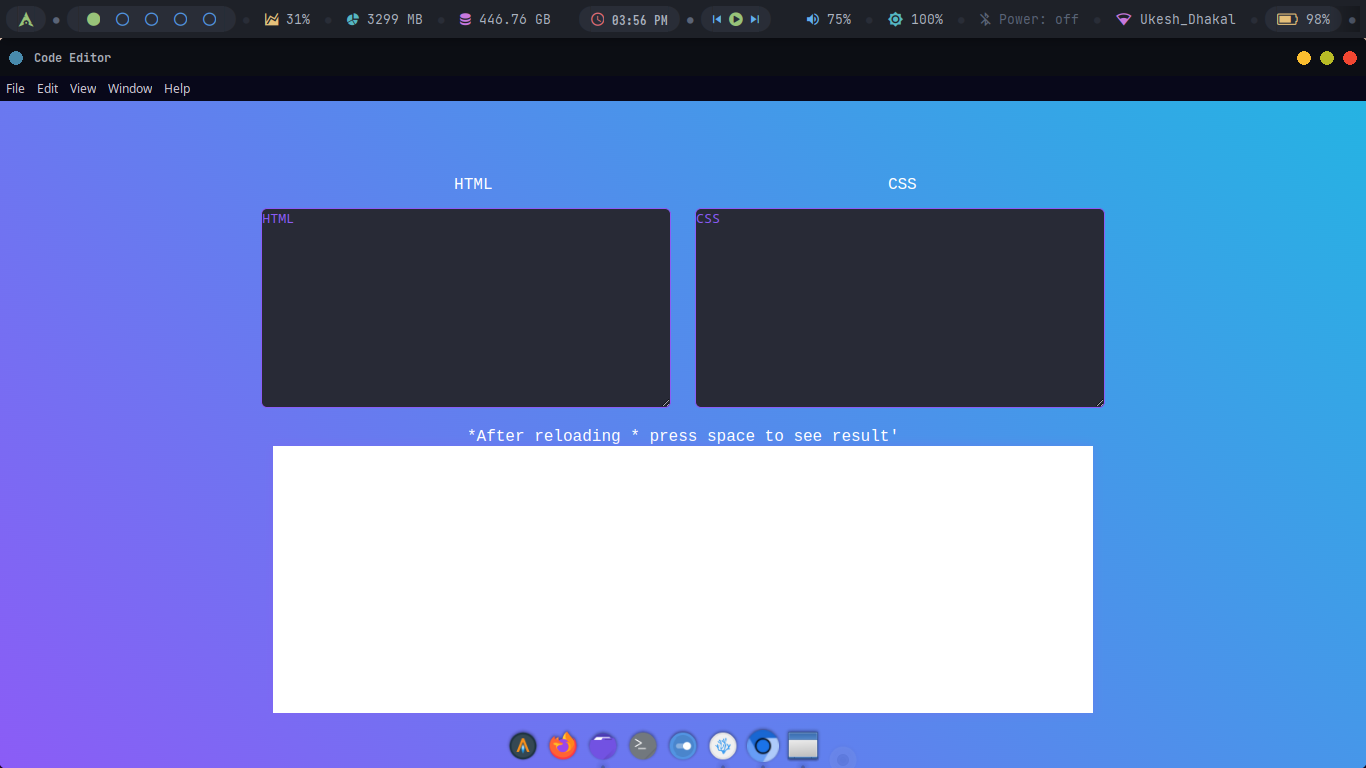 31% 3299 MB 446.76 GB 03:56 PM 75% 100% Power: off Ukesh_Dhakal 98%
Code Editor
File Edit View Window Help
HTML CSS
HTML CSS
*After reloading * press space to see result'